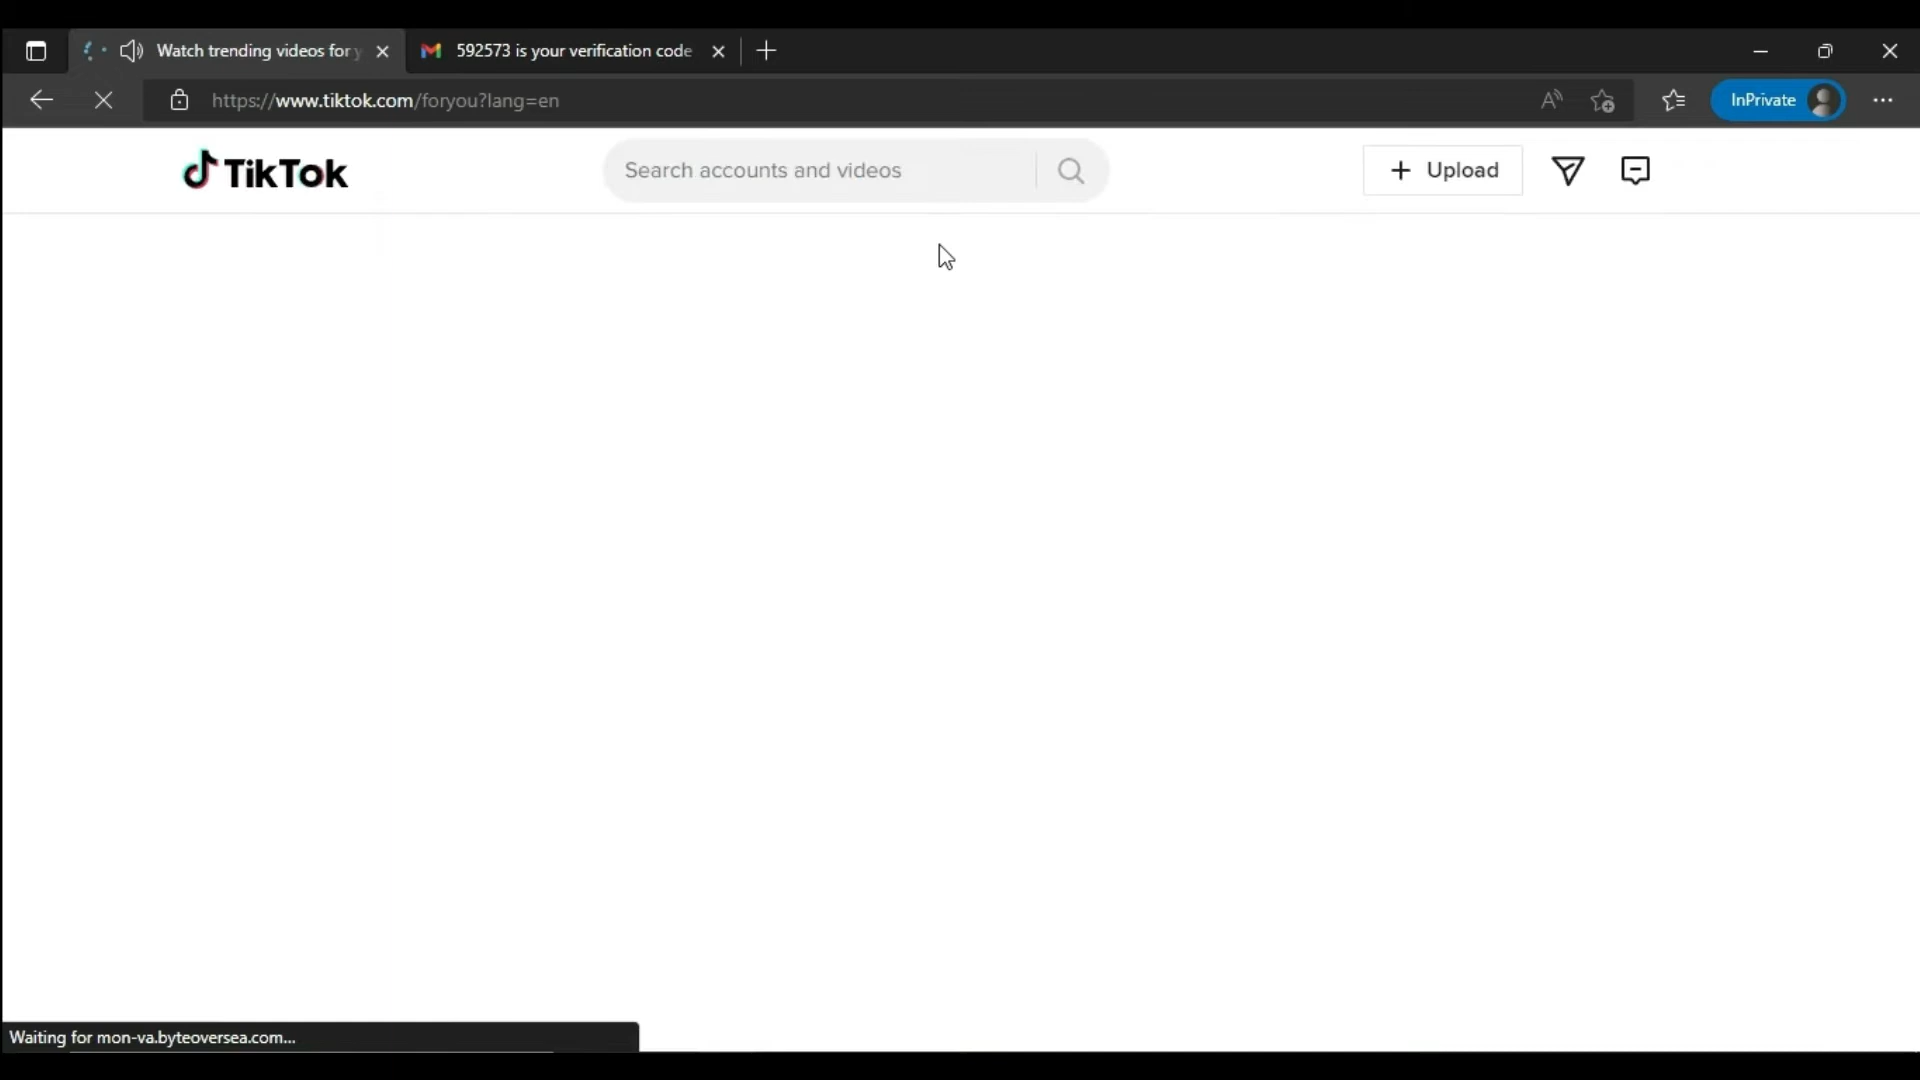 Watch trending videos for y
592573 is your verification code
https://www.tiktok.com/foryou?lang=en
InPrivate
TikTok
Search accounts and videos
Upload
Waiting for mon-va.byteoversea.com...